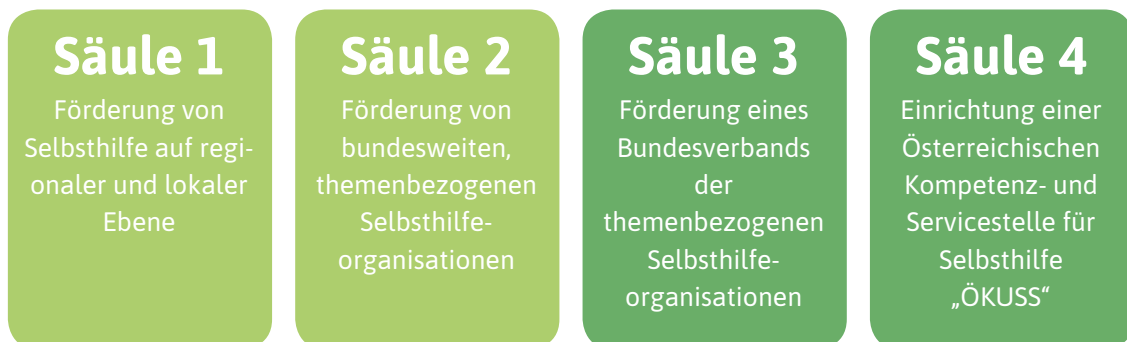 Säule 1
Förderung von
Selbsthilfe auf regi-
onaler und lokaler
Ebene
Säule 2
Förderung von
bundesweiten,
themenbezogenen
Selbsthilfe-
organisationen
Säule 3
Förderung eines
Bundesverbands
der
themenbezogenen
Selbsthilfe-
organisationen
Säule 4
Einrichtung einer
Österreichischen
Kompetenz- und
Servicestelle für
Selbsthilfe
„ÖKUSS“